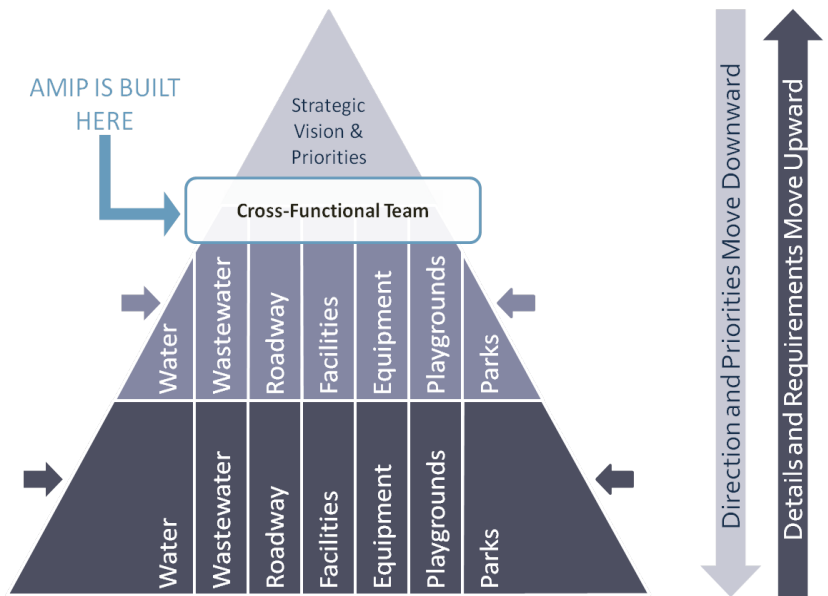 AMIP IS BUILT
HERE
Strategic
Vision &
Priorities
Cross-Functional Team
Water
Wastewater
Roadway
Facilities
Equipment
Playgrounds
Parks
Water
Wastewater
Roadway
Facilities
Equipment
Playgrounds
Parks
Direction and Priorities Move Downward
Details and Requirements Move Upward